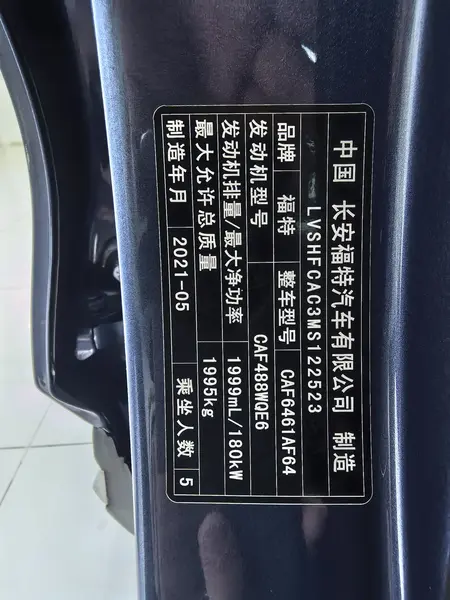 中国 长安福特汽车有限公司 制造
LVSHFCAC3MS122523
品牌 福特 整车型号 CAF6461AF64
发动机型号 CAF488WQE6
发动机排量/最大净功率 1999mL/180kW
最大允许总质量 1995kg
制造年月 2021-05 乘坐人数 5